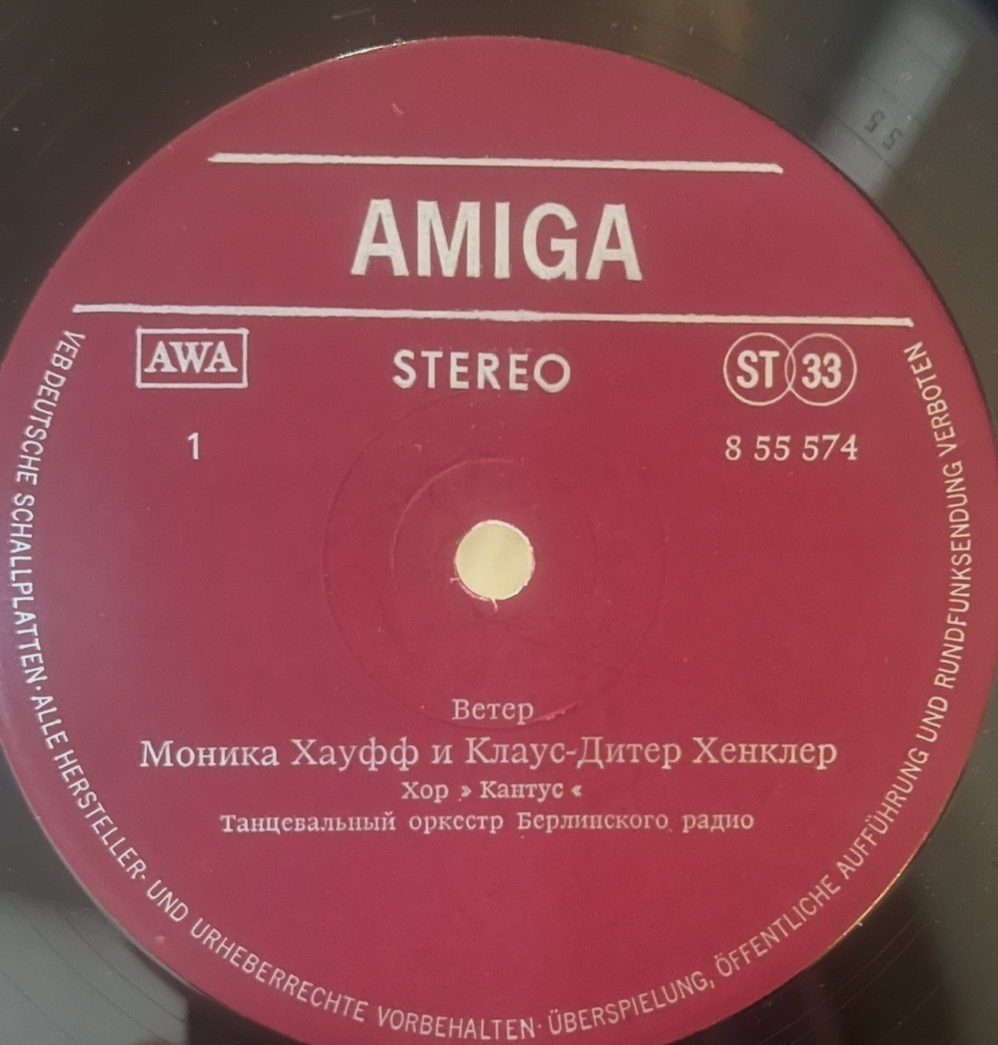 AMIGA
AWA
STEREO
ST 33
1
8 55 574
Ветер
Моника Хауфф и Клаус-Дитер Хенклер
Хор » Кантус «
Танцевальный оркестр Берлинского радио
VEB DEUTSCHE SCHALLPLATTEN · ALLE HERSTELLER- UND URHEBERRECHTE VORBEHALTEN · ÜBERSPIELUNG, ÖFFENTLICHE AUFFÜHRUNG UND RUNDFUNKSENDUNG VERBOTEN